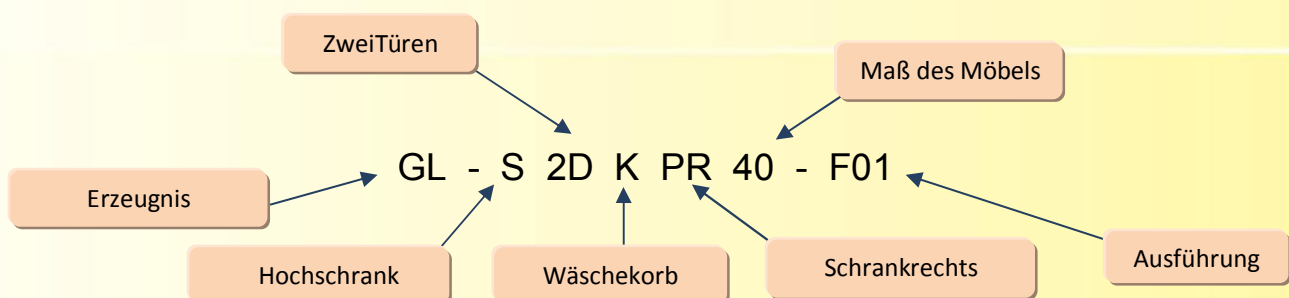 ZweiTüren
Maß des Möbels
GL - S 2D K PR 40 - F01
Erzeugnis
Hochschrank
Wäschekorb
Schrankrechts
Ausführung